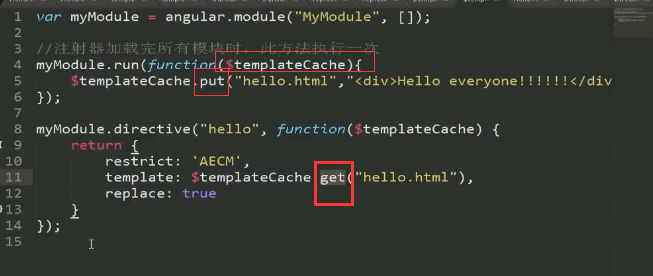 1 var myModule = angular.module("MyModule", []);
2
3 //注射器加载完所有模块时，此方法执行一次
4 myModule.run(function($templateCache){
5 $templateCache.put("hello.html","<div>Hello everyone!!!!!!</div
6 });
7
8 myModule.directive("hello", function($templateCache) {
9 return {
10 restrict: 'AECM',
11 template: $templateCache.get("hello.html"),
12 replace: true
13 }
14 });
15